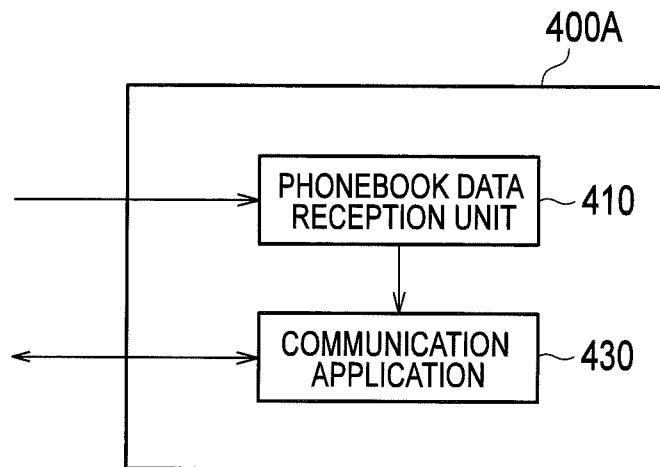 400A
PHONEBOOK DATA
RECEPTION UNIT
410
COMMUNICATION
APPLICATION
430